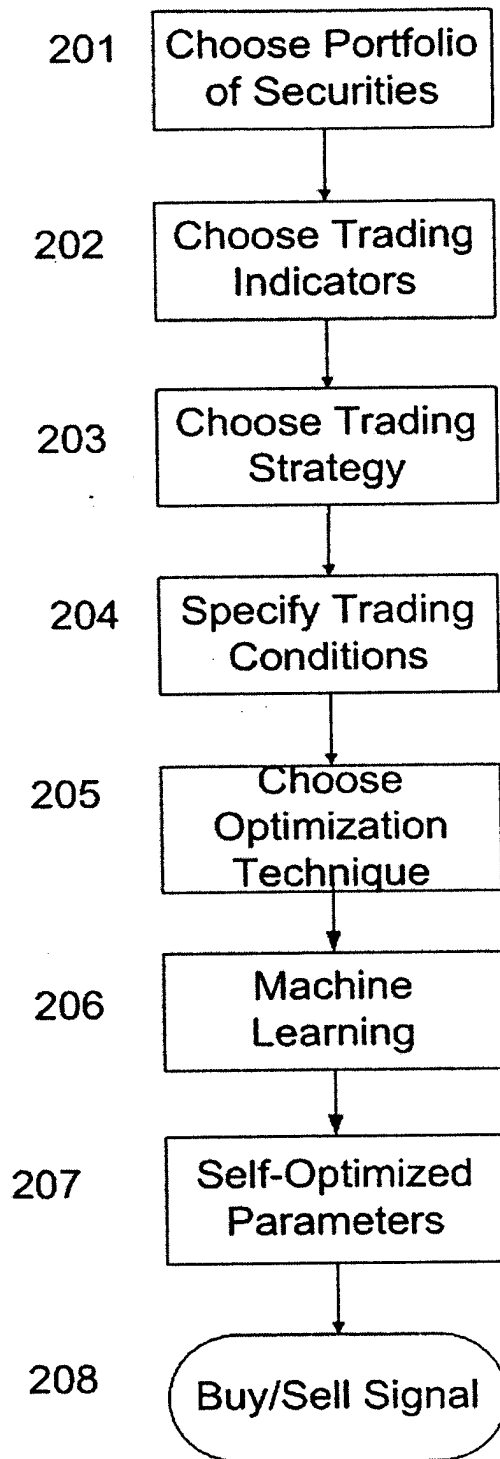 201
Choose Portfolio
of Securities
202
Choose Trading
Indicators
203
Choose Trading
Strategy
204
Specify Trading
Conditions
205
Choose
Optimization
Technique
206
Machine
Learning
207
Self-Optimized
Parameters
208
Buy/Sell Signal